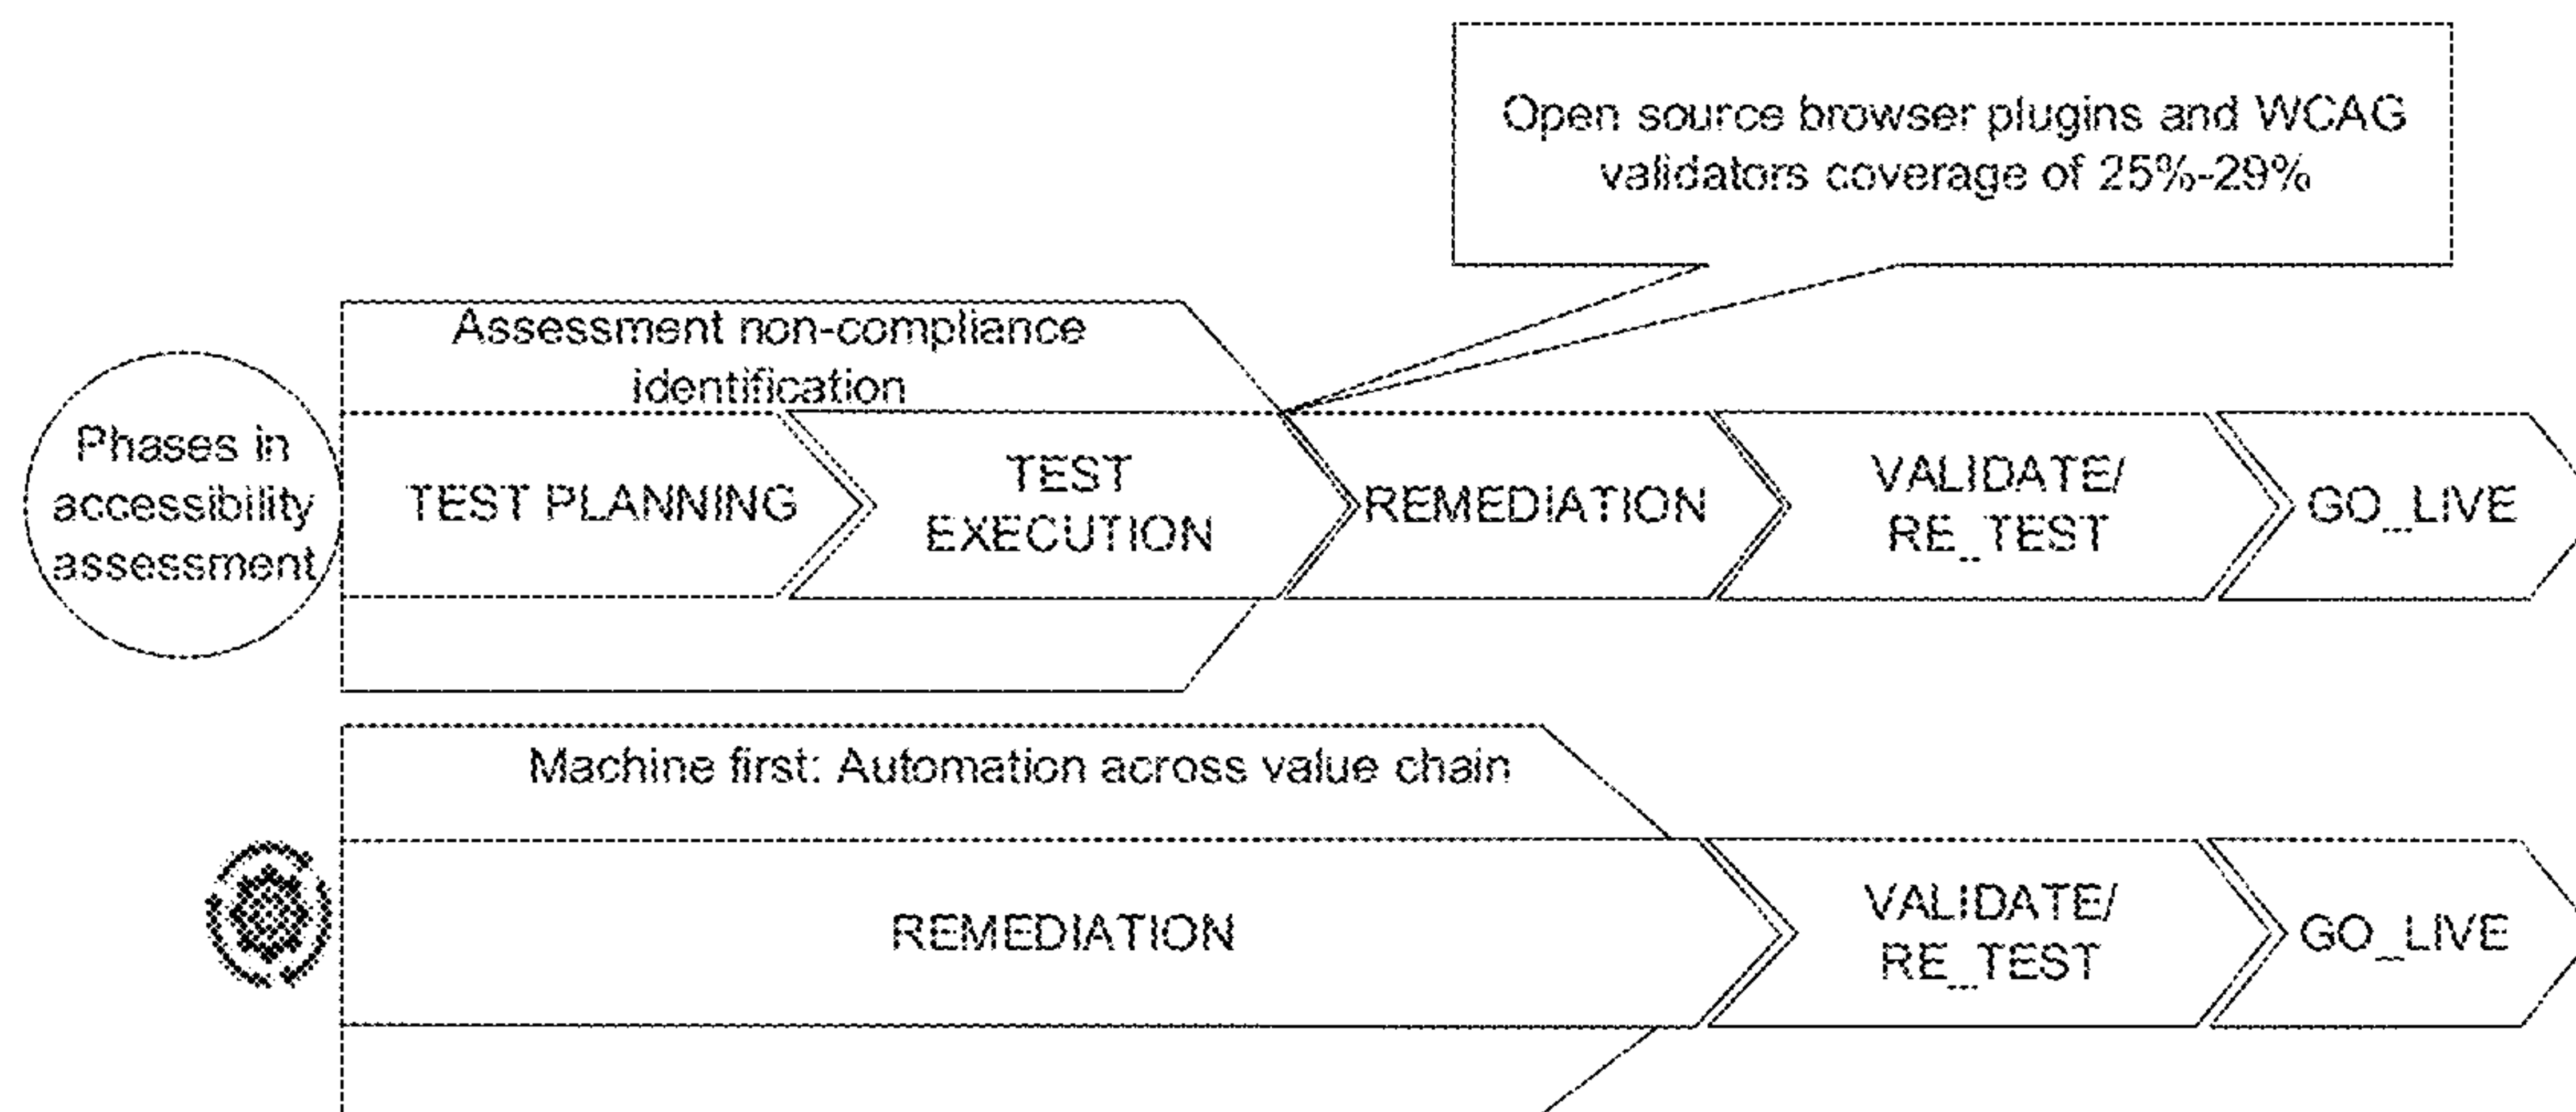 Open source browser plugins and WCAG
validators coverage of 25%-29%
Assessment non-compliance
identification
Phases in
accessibility
assessment
TEST PLANNING
TEST
EXECUTION
REMEDIATION
VALIDATE/
RE_TEST
GO_LIVE
Machine first: Automation across value chain
REMEDIATION
VALIDATE/
RE_TEST
GO_LIVE